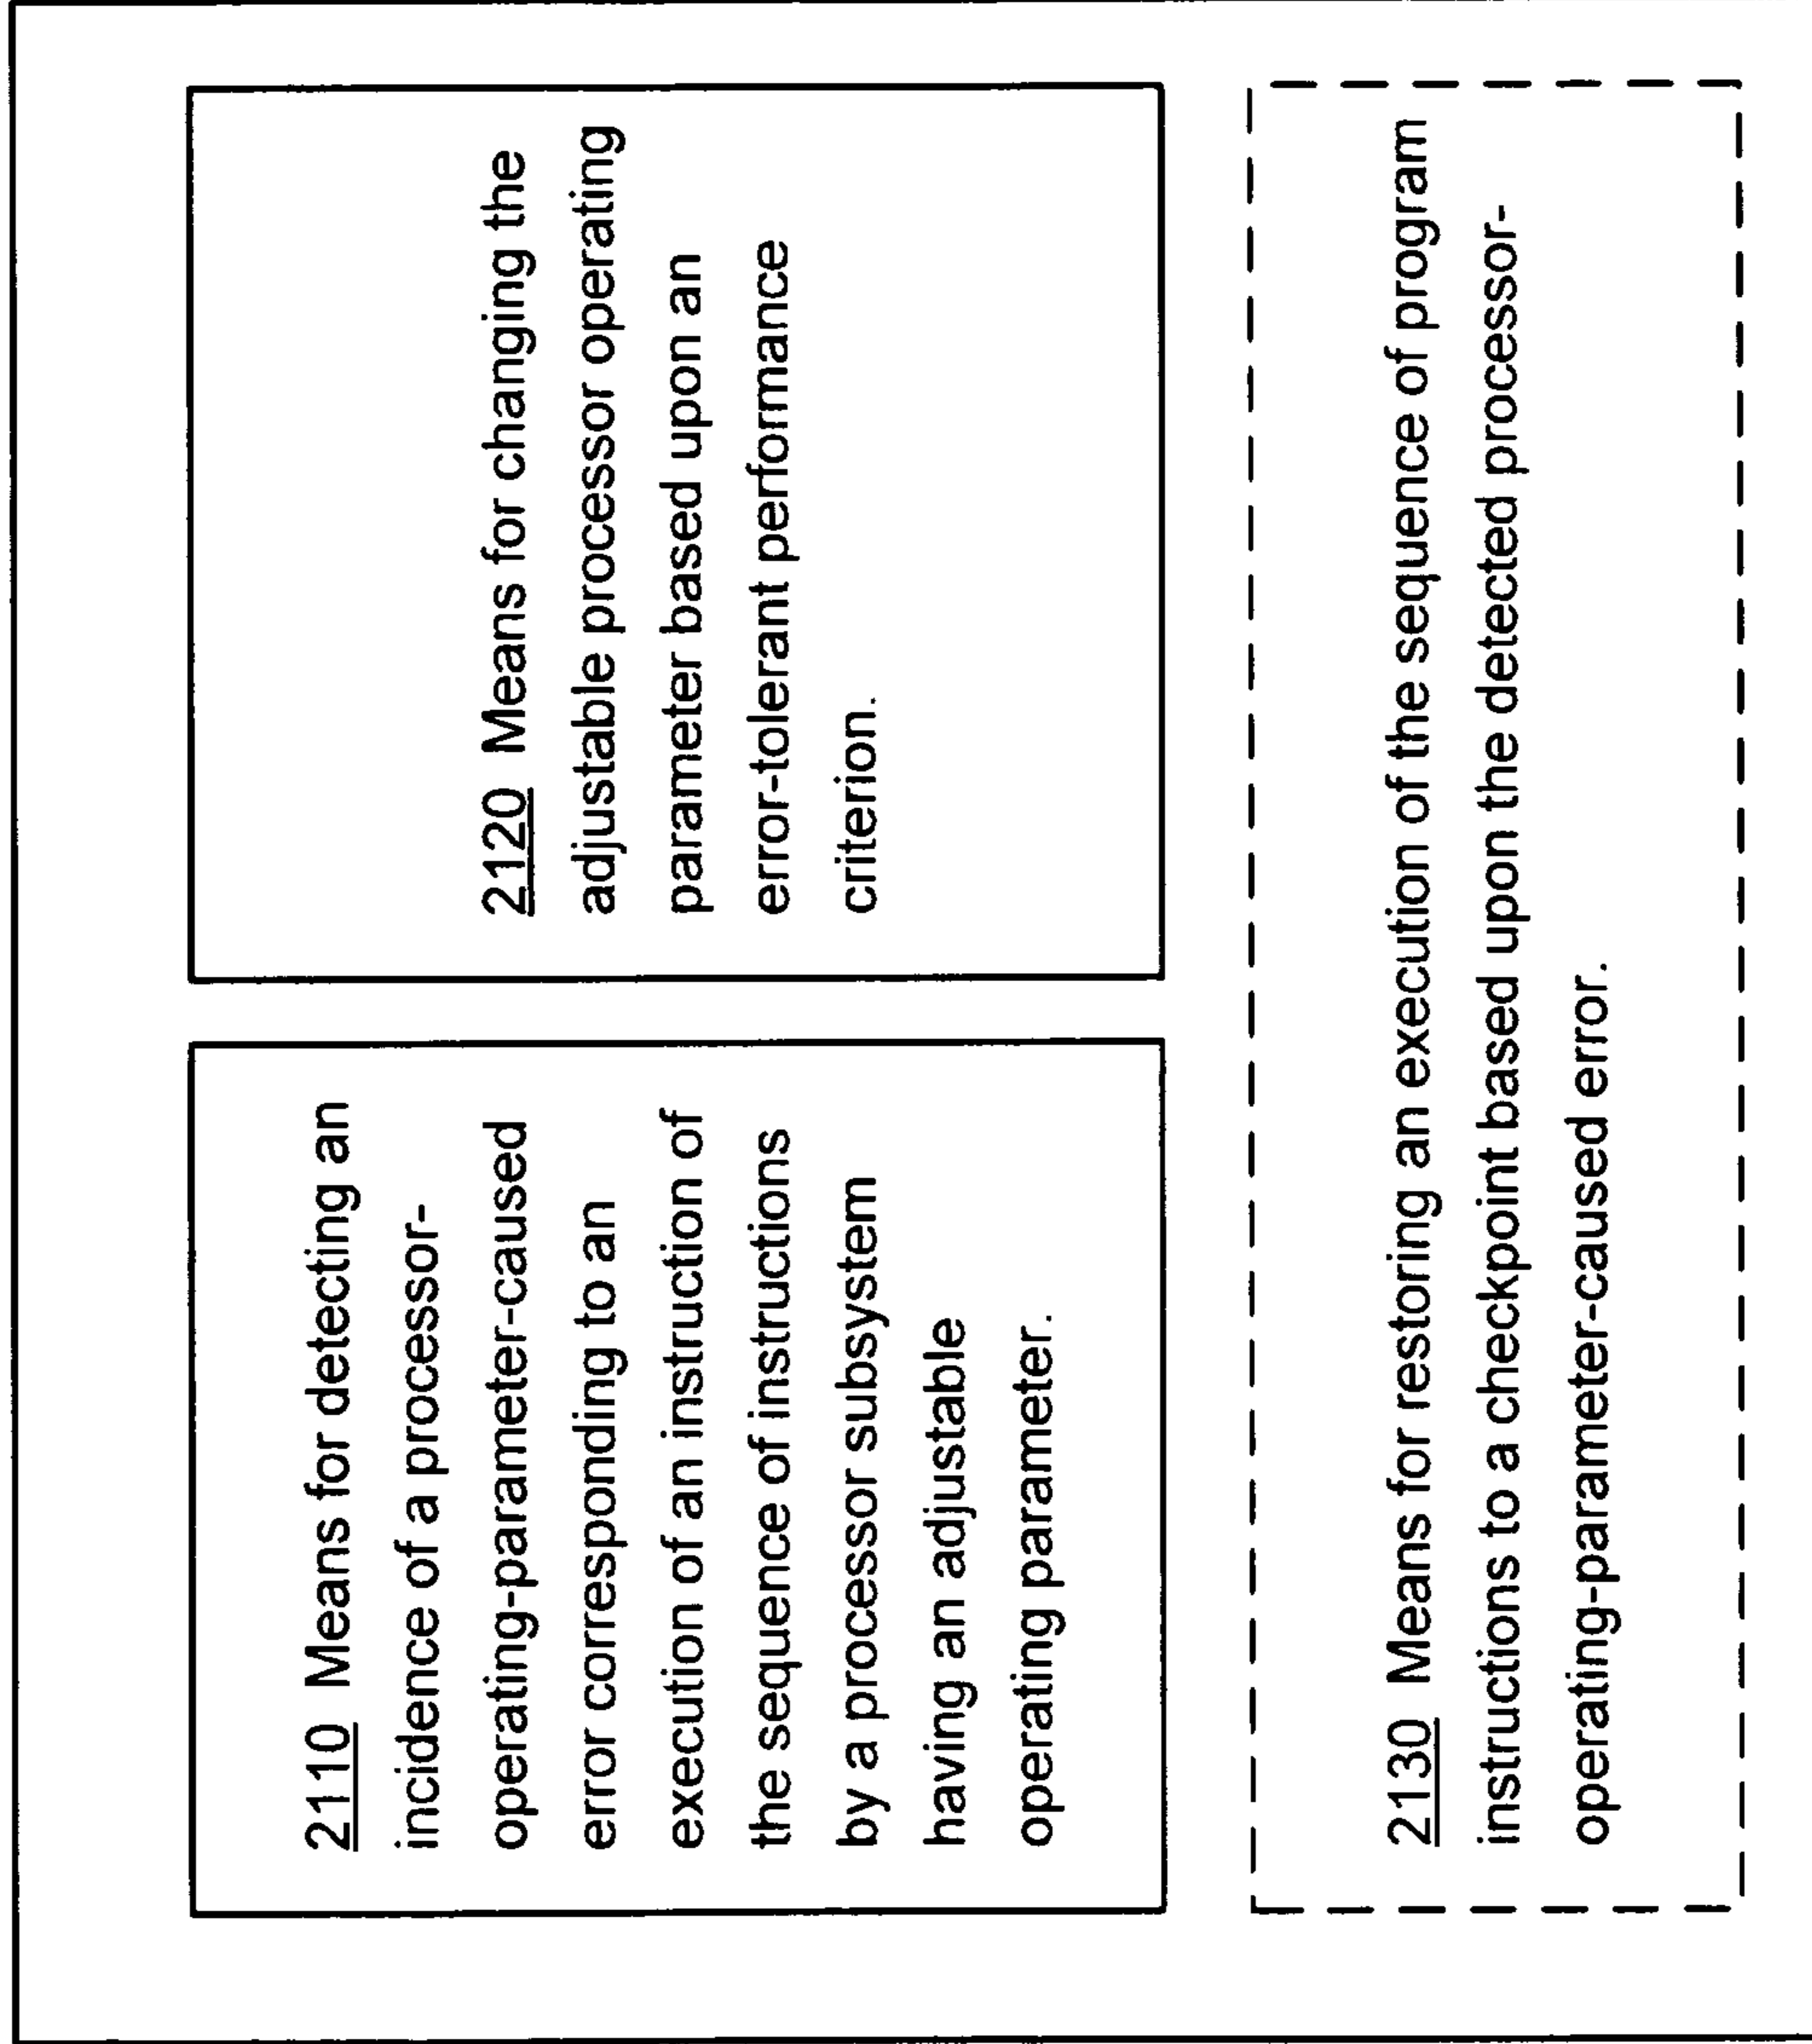 2110 Means for detecting an
incidence of a processor-
operating-parameter-caused
error corresponding to an
execution of an instruction of
the sequence of instructions
by a processor subsystem
having an adjustable
operating parameter.
2120 Means for changing the
adjustable processor operating
parameter based upon an
error-tolerant performance
criterion.
2130 Means for restoring an execution of the sequence of program
instructions to a checkpoint based upon the detected processor-
operating-parameter-caused error.